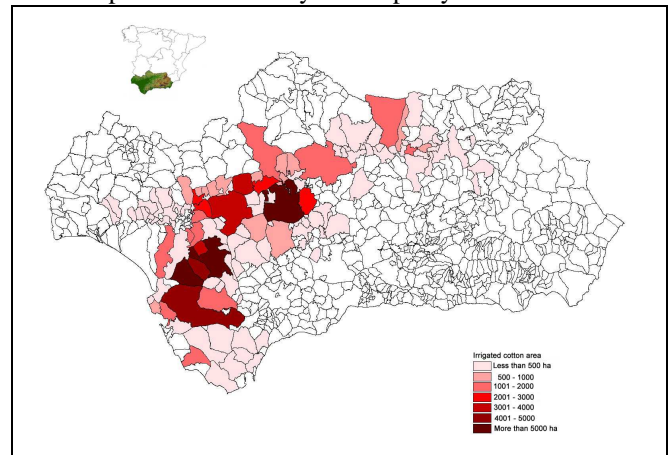 Irrigated cotton area
Less than 500 ha
500 - 1000
1001 - 2000
2001 - 3000
3001 - 4000
4001 - 5000
More than 5000 ha